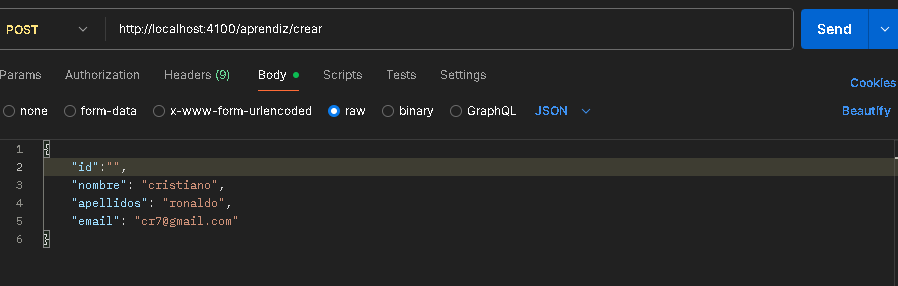 POST http://localhost:4100/aprendiz/crear Send
Params Authorization Headers (9) Body Scripts Tests Settings Cookies
none form-data x-www-form-urlencoded raw binary GraphQL JSON Beautify
1 {
2 "id":"",
3 "nombre": "cristiano",
4 "apellidos": "ronaldo",
5 "email": "cr7@gmail.com"
6 }